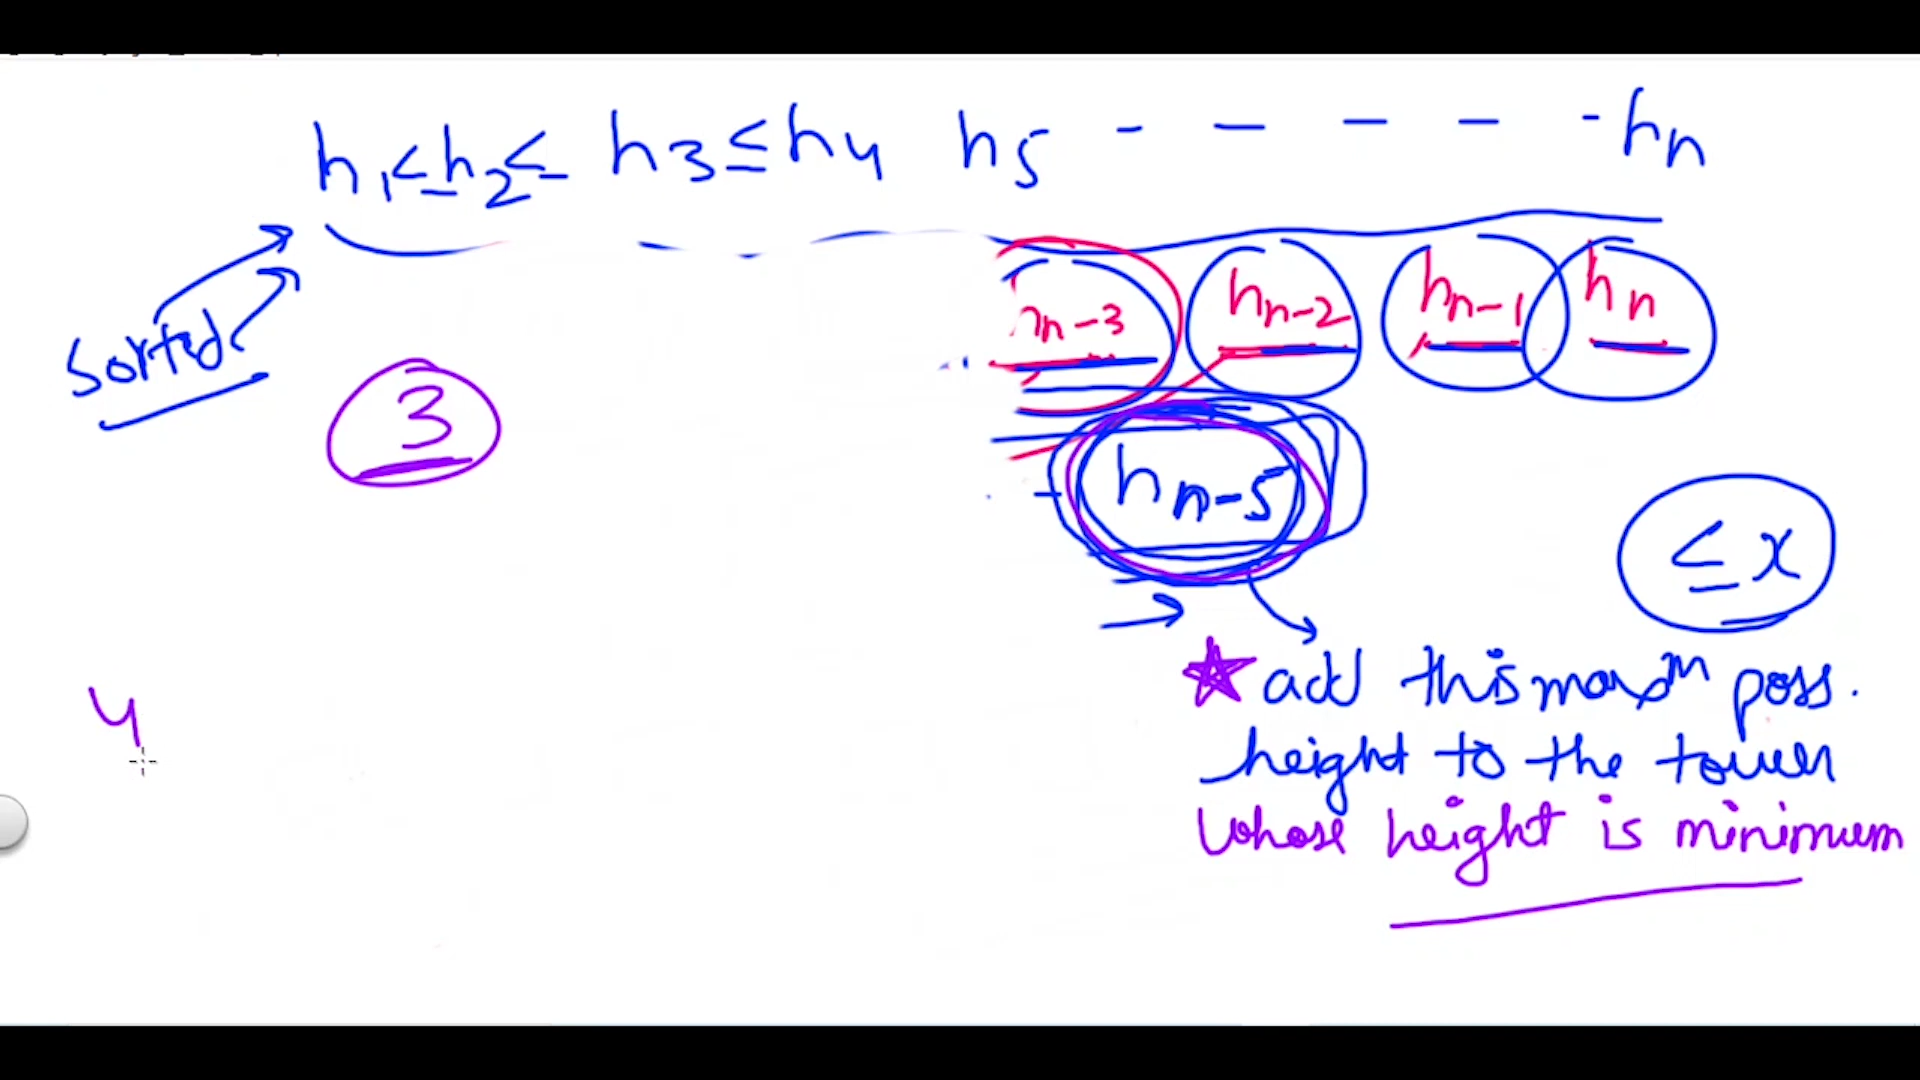 h1 ≤ h2 ≤ h3 ≤ h4 h5 - - - - - hn
hn-3 hn-2 hn-1 hn
Sorted
3
hn-5
≤ x
★ add this maxm poss.
4
height to the tower
whose height is minimum